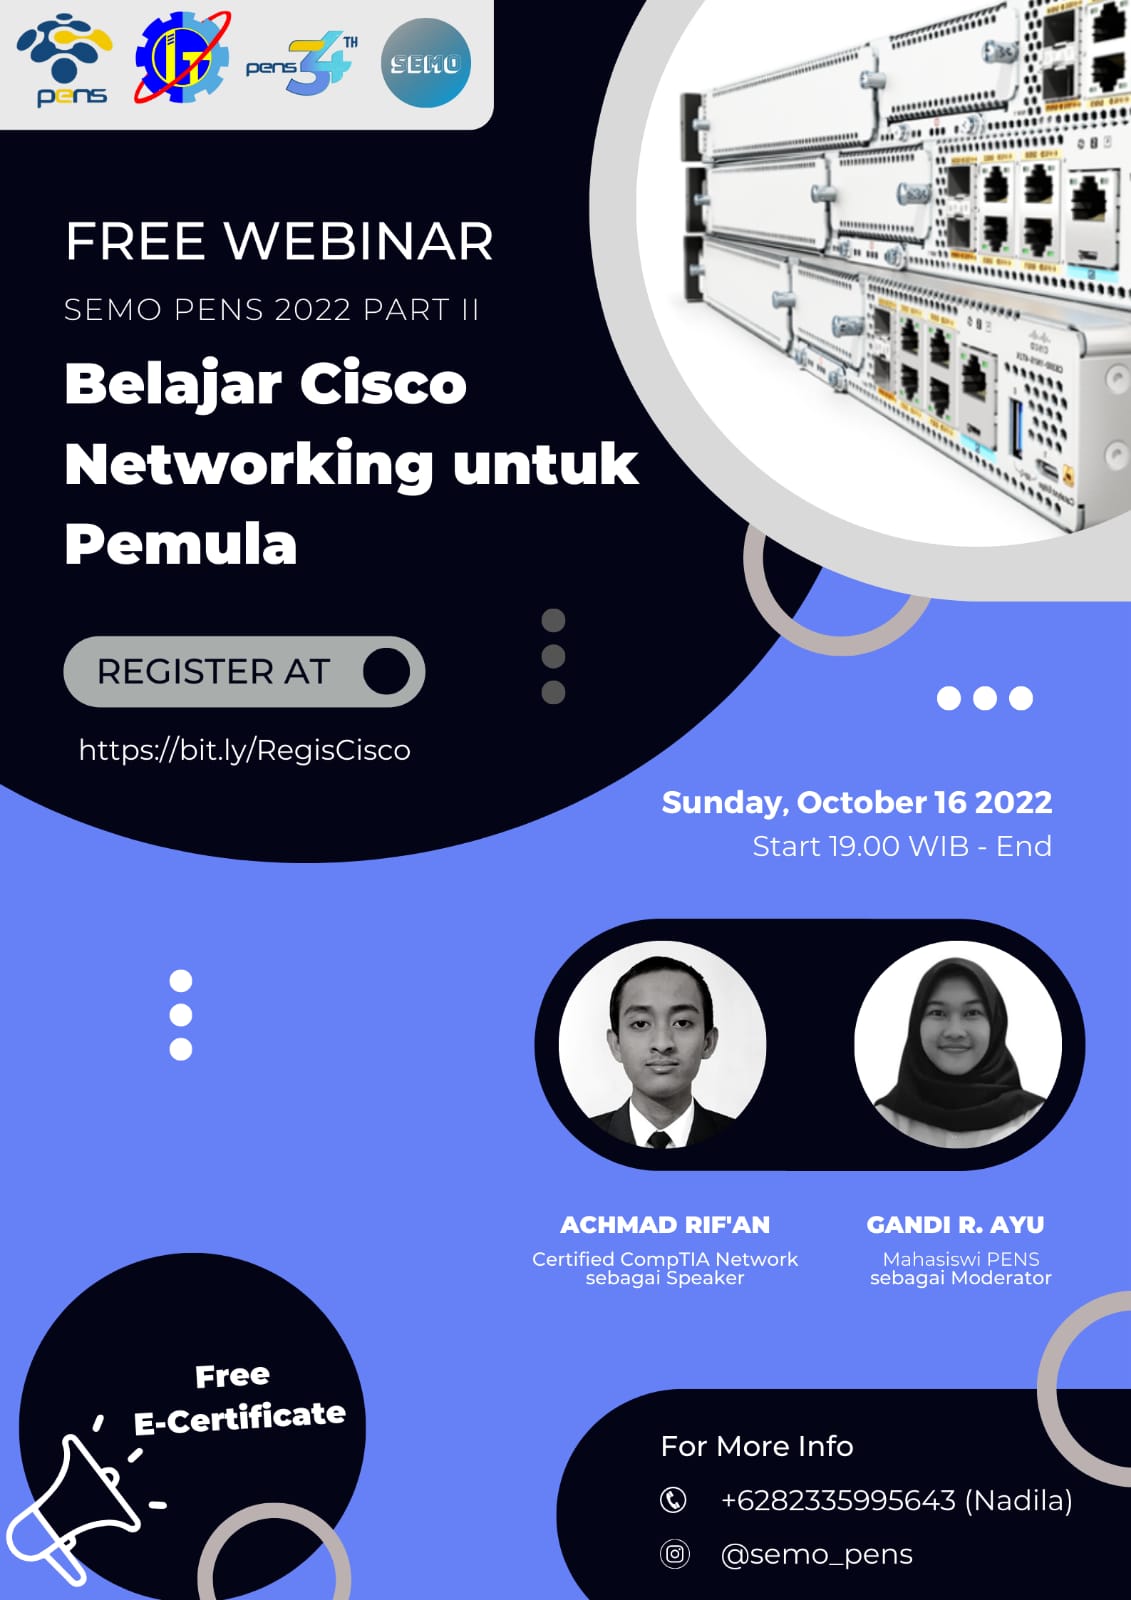 pens
pens 34TH
SEMO
FREE WEBINAR
SEMO PENS 2022 PART II
Belajar Cisco
Networking untuk
Pemula
REGISTER AT
https://bit.ly/RegisCisco
Sunday, October 16 2022
Start 19.00 WIB - End
ACHMAD RIF'AN
Certified CompTIA Network
sebagai Speaker
GANDI R. AYU
Mahasiswi PENS
sebagai Moderator
Free
E-Certificate
For More Info
+6282335995643 (Nadila)
@semo_pens